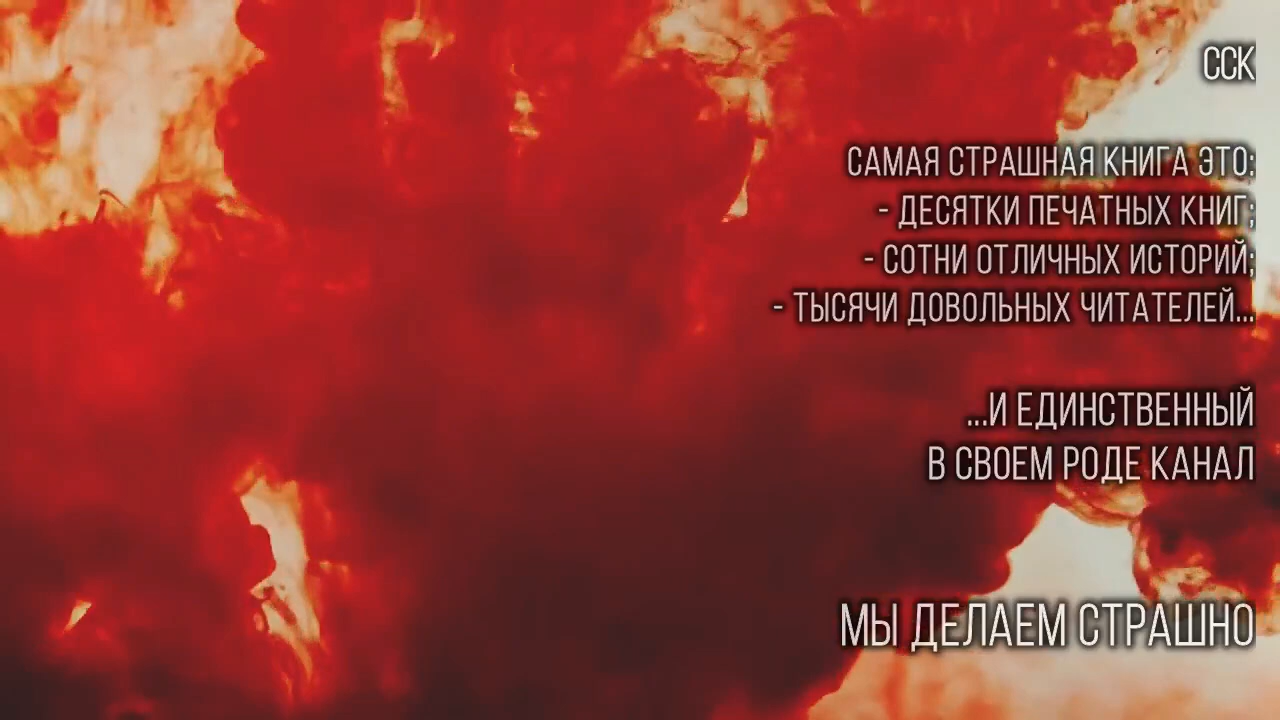 ССК
САМАЯ СТРАШНАЯ КНИГА ЭТО:
- ДЕСЯТКИ ПЕЧАТНЫХ КНИГ;
- СОТНИ ОТЛИЧНЫХ ИСТОРИЙ;
- ТЫСЯЧИ ДОВОЛЬНЫХ ЧИТАТЕЛЕЙ...
...И ЕДИНСТВЕННЫЙ
В СВОЕМ РОДЕ КАНАЛ
МЫ ДЕЛАЕМ СТРАШНО